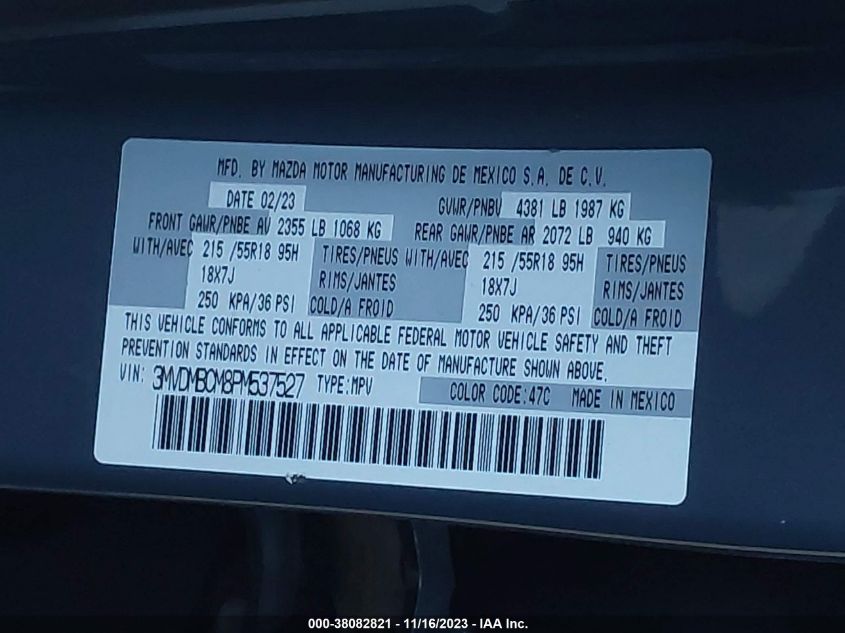 MFD. BY MAZDA MOTOR MANUFACTURING DE MEXICO S.A. DE C.V.
DATE 02/23 GVWR/PNBV 4381 LB 1987 KG
FRONT GAWR/PNBE AV 2355 LB 1068 KG REAR GAWR/PNBE AR 2072 LB 940 KG
WITH/AVEC 215 /55R18 95H TIRES/PNEUS WITH/AVEC 215 /55R18 95H TIRES/PNEUS
18X7J RIMS/JANTES 18X7J RIMS/JANTES
250 KPA/36 PSI COLD/A FROID 250 KPA/36 PSI COLD/A FROID
THIS VEHICLE CONFORMS TO ALL APPLICABLE FEDERAL MOTOR VEHICLE SAFETY AND THEFT
PREVENTION STANDARDS IN EFFECT ON THE DATE OF MANUFACTURE SHOWN ABOVE.
VIN: 3MVDMBCM8PM537527 TYPE:MPV COLOR CODE:47C MADE IN MEXICO
000-38082821 - 11/16/2023 - IAA Inc.